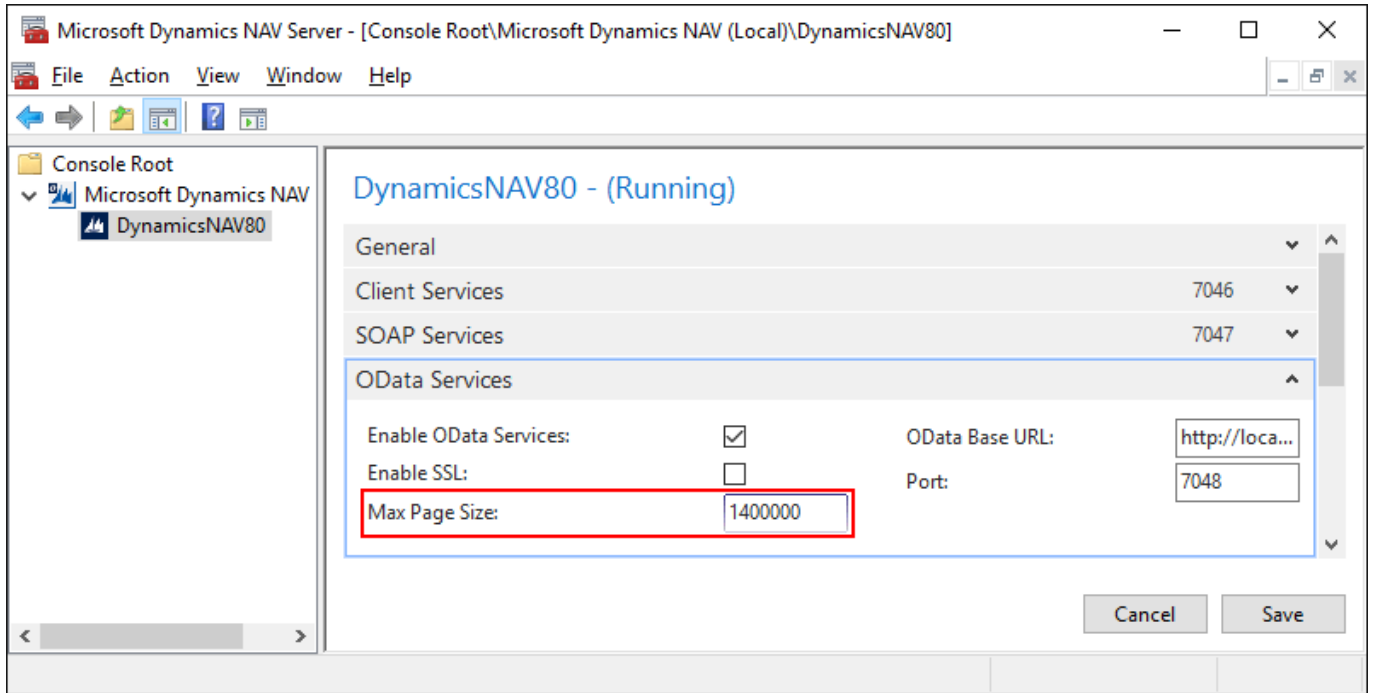 Microsoft Dynamics NAV Server - [Console Root\Microsoft Dynamics NAV (Local)\DynamicsNAV80]
File Action View Window Help
Console Root
Microsoft Dynamics NAV
DynamicsNAV80
DynamicsNAV80 - (Running)
General
Client Services 7046
SOAP Services 7047
OData Services
Enable OData Services: OData Base URL: http://loca...
Enable SSL: Port: 7048
Max Page Size: 1400000
Cancel Save